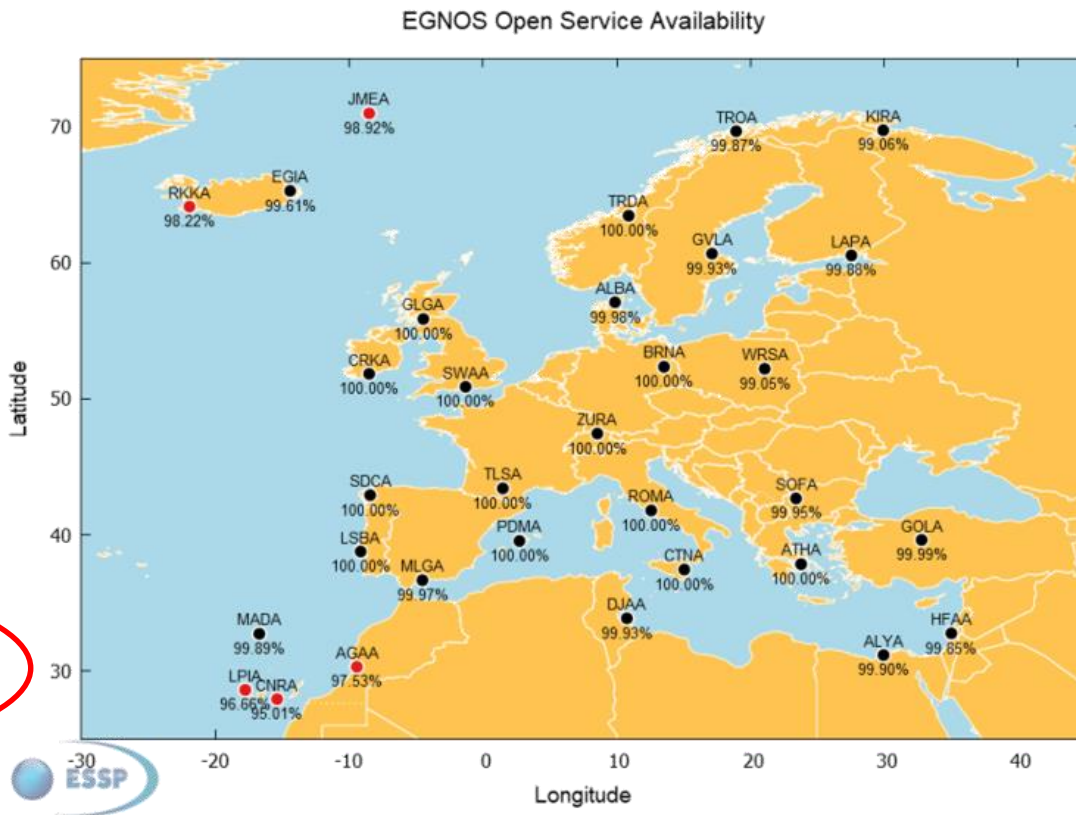 EGNOS Open Service Availability
JMEA
98.92%
TROA
99.87%
KIRA
99.06%
RKKA
98.22%
EGIA
99.61%
TRDA
100.00%
GVLA
99.93%
LAPA
99.88%
ALBA
99.98%
GLGA
100.00%
CRKA
100.00%
SWAA
100.00%
BRNA
100.00%
WRSA
99.05%
ZURA
100.00%
TLSA
100.00%
SDCA
100.00%
ROMA
100.00%
SOFA
99.95%
LSBA
100.00%
PDMA
100.00%
GOLA
99.99%
MLGA
99.97%
CTNA
100.00%
ATHA
100.00%
MADA
99.89%
DJAA
99.93%
HFAA
99.65%
ALYA
99.90%
AGAA
97.53%
LPIA
96.66%
CNRA
95.01%
70
60
50
40
30
Latitude
-30 -20 -10 0 10 20 30 40
Longitude
ESSP